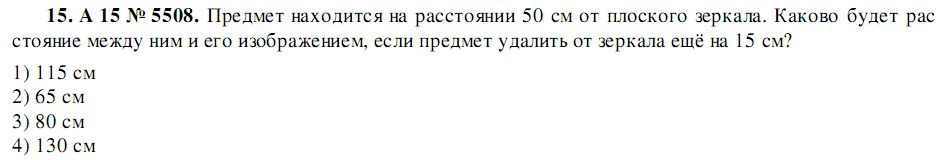 15. А 15 № 5508. Предмет находится на расстоянии 50 см от плоского зеркала. Каково будет рас
стояние между ним и его изображением, если предмет удалить от зеркала ещё на 15 см?
1) 115 см
2) 65 см
3) 80 см
4) 130 см